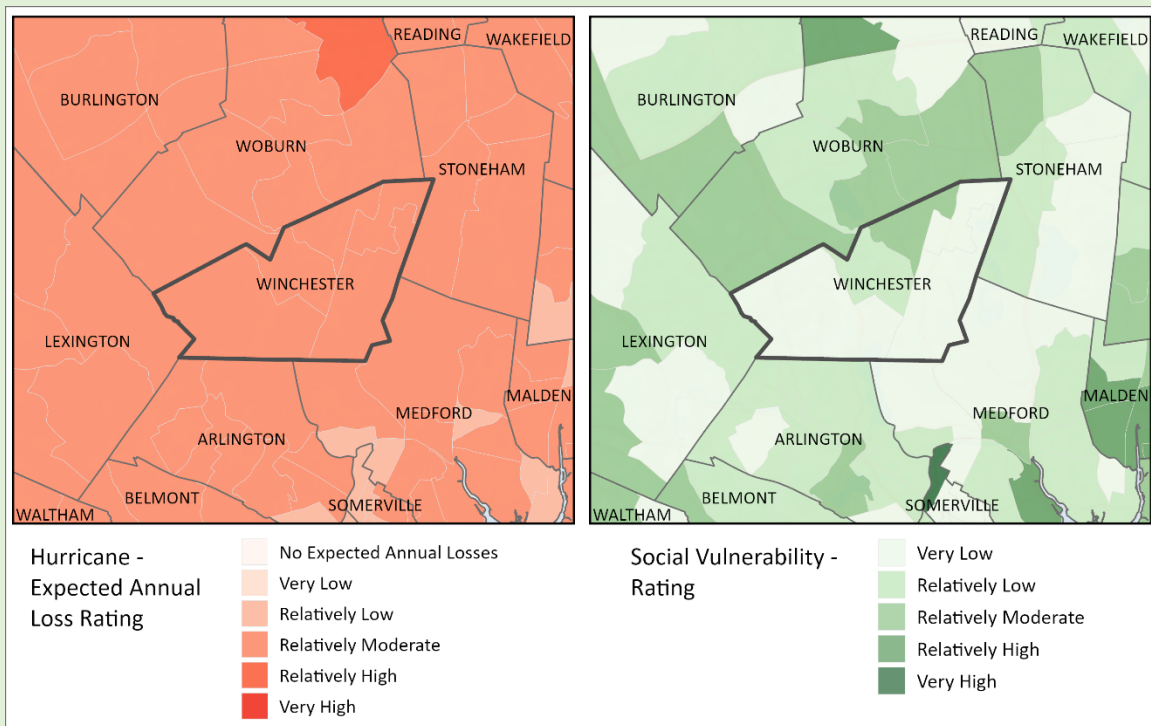 READING
WAKEFIELD
BURLINGTON
WOBURN
STONEHAM
WINCHESTER
LEXINGTON
MALDEN
MEDFORD
ARLINGTON
BELMONT
SOMERVILLE
WALTHAM
Hurricane -
Expected Annual
Loss Rating
No Expected Annual Losses
Very Low
Relatively Low
Relatively Moderate
Relatively High
Very High
READING
WAKEFIELD
BURLINGTON
WOBURN
STONEHAM
WINCHESTER
LEXINGTON
MALDEN
MEDFORD
ARLINGTON
BELMONT
SOMERVILLE
WALTHAM
Social Vulnerability -
Rating
Very Low
Relatively Low
Relatively Moderate
Relatively High
Very High